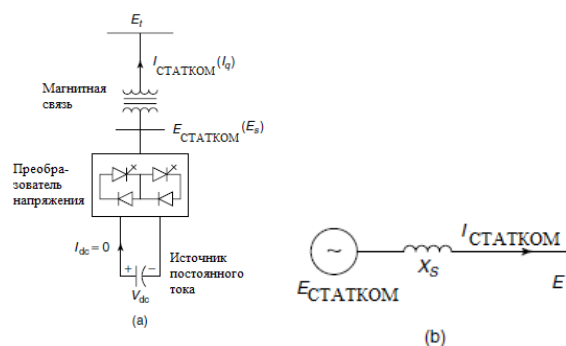 E_t
I_СТАТКОМ (I_q)
Магнитная
связь
E_СТАТКОМ (E_s)
Преобра-
зователь
напряжения
I_dc = 0
+ −
V_dc
Источник
постоянного
тока
(a)
~
E_СТАТКОМ
X_S
I_СТАТКОМ
E
(b)